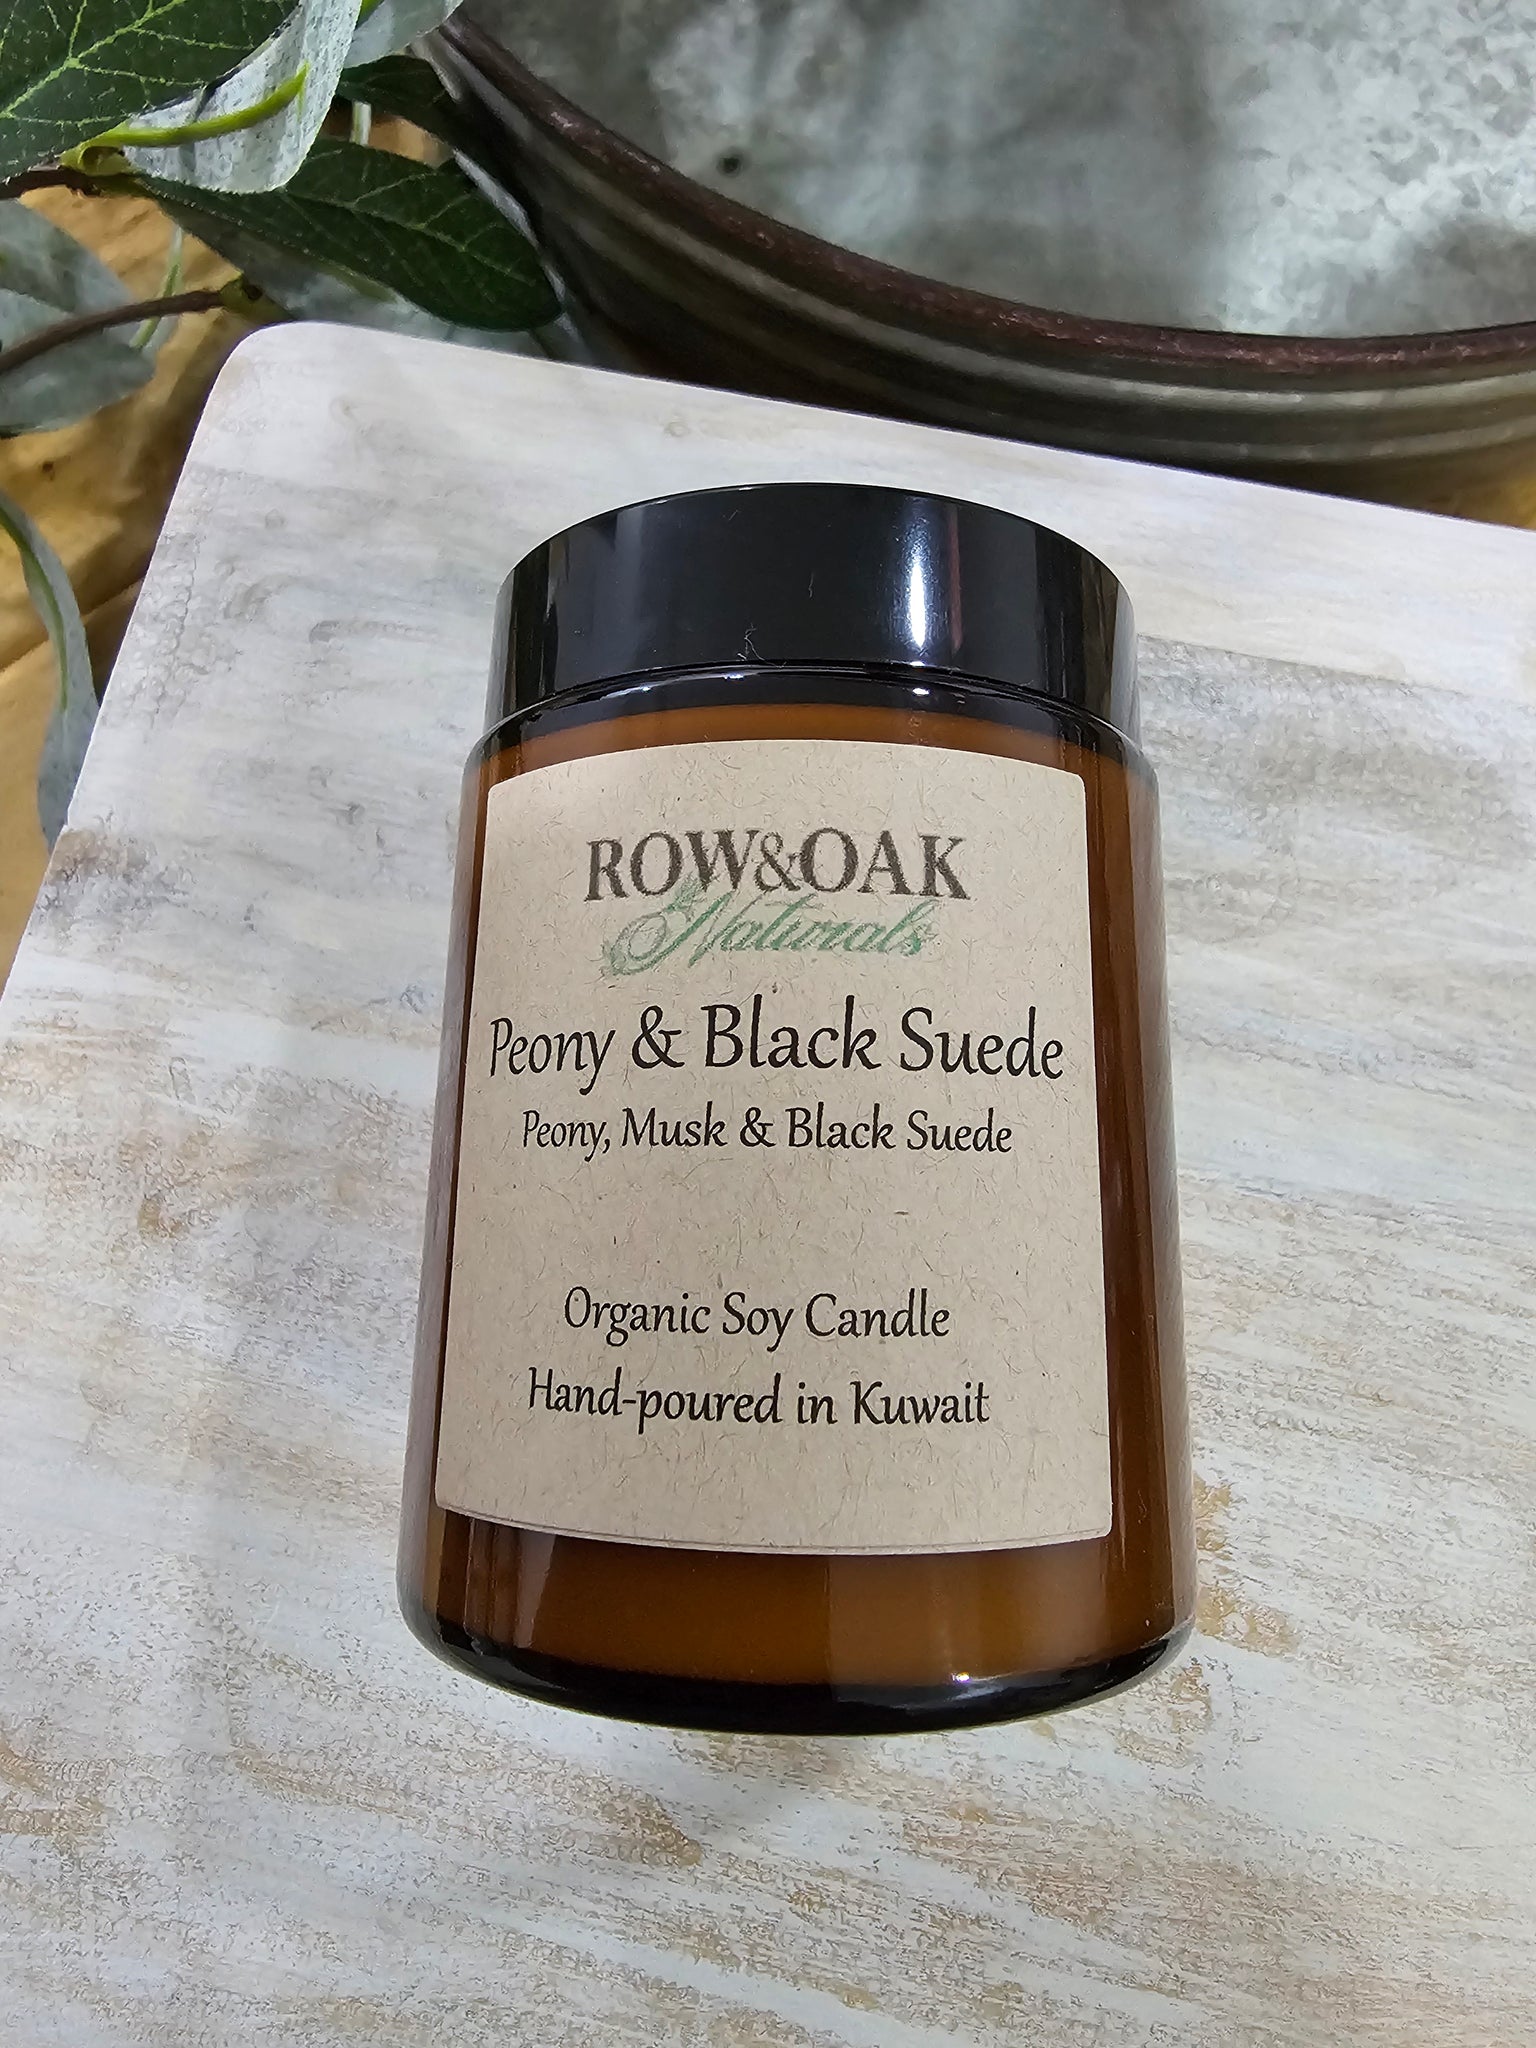 ROW&OAK
Naturals
Peony & Black Suede
Peony, Musk & Black Suede
Organic Soy Candle
Hand-poured in Kuwait